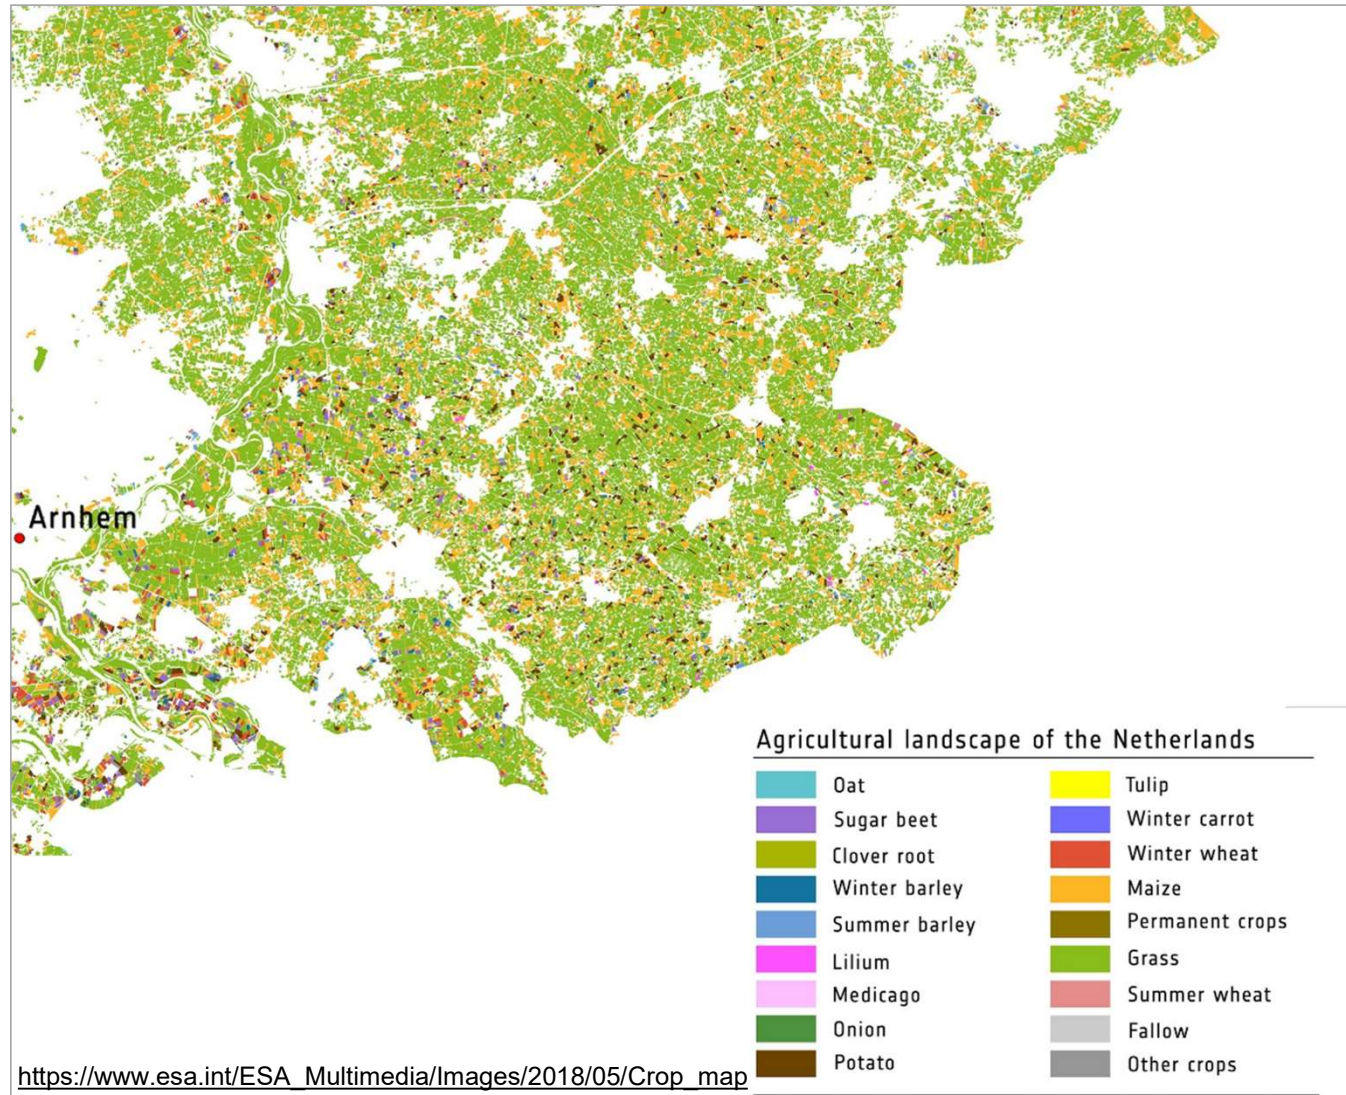 Arnhem
Agricultural landscape of the Netherlands
Oat
Sugar beet
Clover root
Winter barley
Summer barley
Lilium
Medicago
Onion
Potato
Tulip
Winter carrot
Winter wheat
Maize
Permanent crops
Grass
Summer wheat
Fallow
Other crops
https://www.esa.int/ESA_Multimedia/Images/2018/05/Crop_map